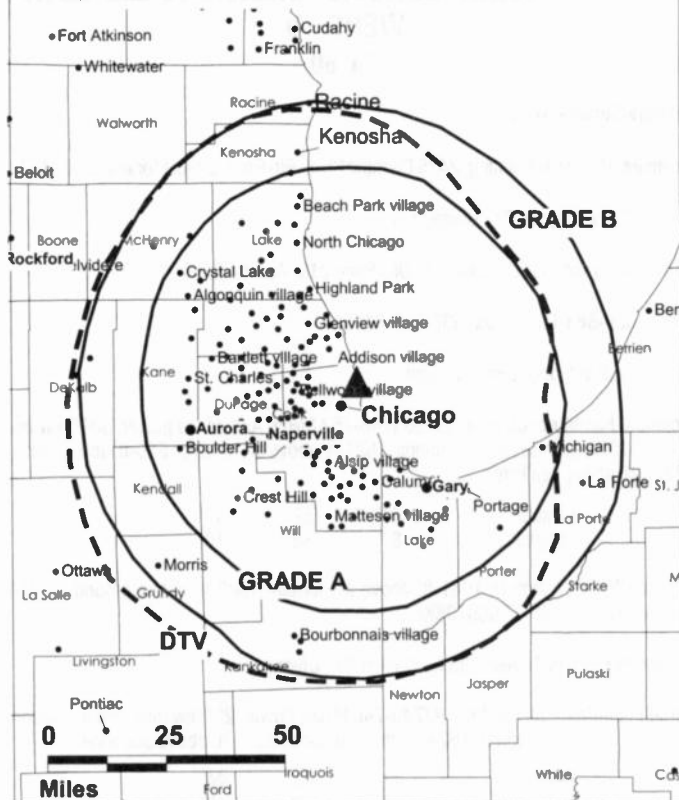 Cudahy
Fort Atkinson
Franklin
Whitewater
Racine
Racine
Walworth
Kenosha
Kenosha
Beloit
Beach Park village
GRADE B
Boone
McHenry
Lake
North Chicago
Rockford
Crystal Lake
Highland Park
Algonquin village
Glenview village
Berrien
Bartlett village
Addison village
Kane
St. Charles
DeKalb
DuPage
Cook
Chicago
Aurora
Naperville
Michigan
Boulder Hill
Alsip village
Calumet
La Porte
St. J
Kendall
Crest Hill
Gary
Portage
Will
Matteson village
La Porte
Lake
Ottawa
Morris
GRADE A
Porter
Starke
La Salle
Grundy
DTV
Bourbonnais village
Livingston
Kankakee
Jasper
Pulaski
Newton
Pontiac
0 25 50
Miles
Ford
Iroquois
White